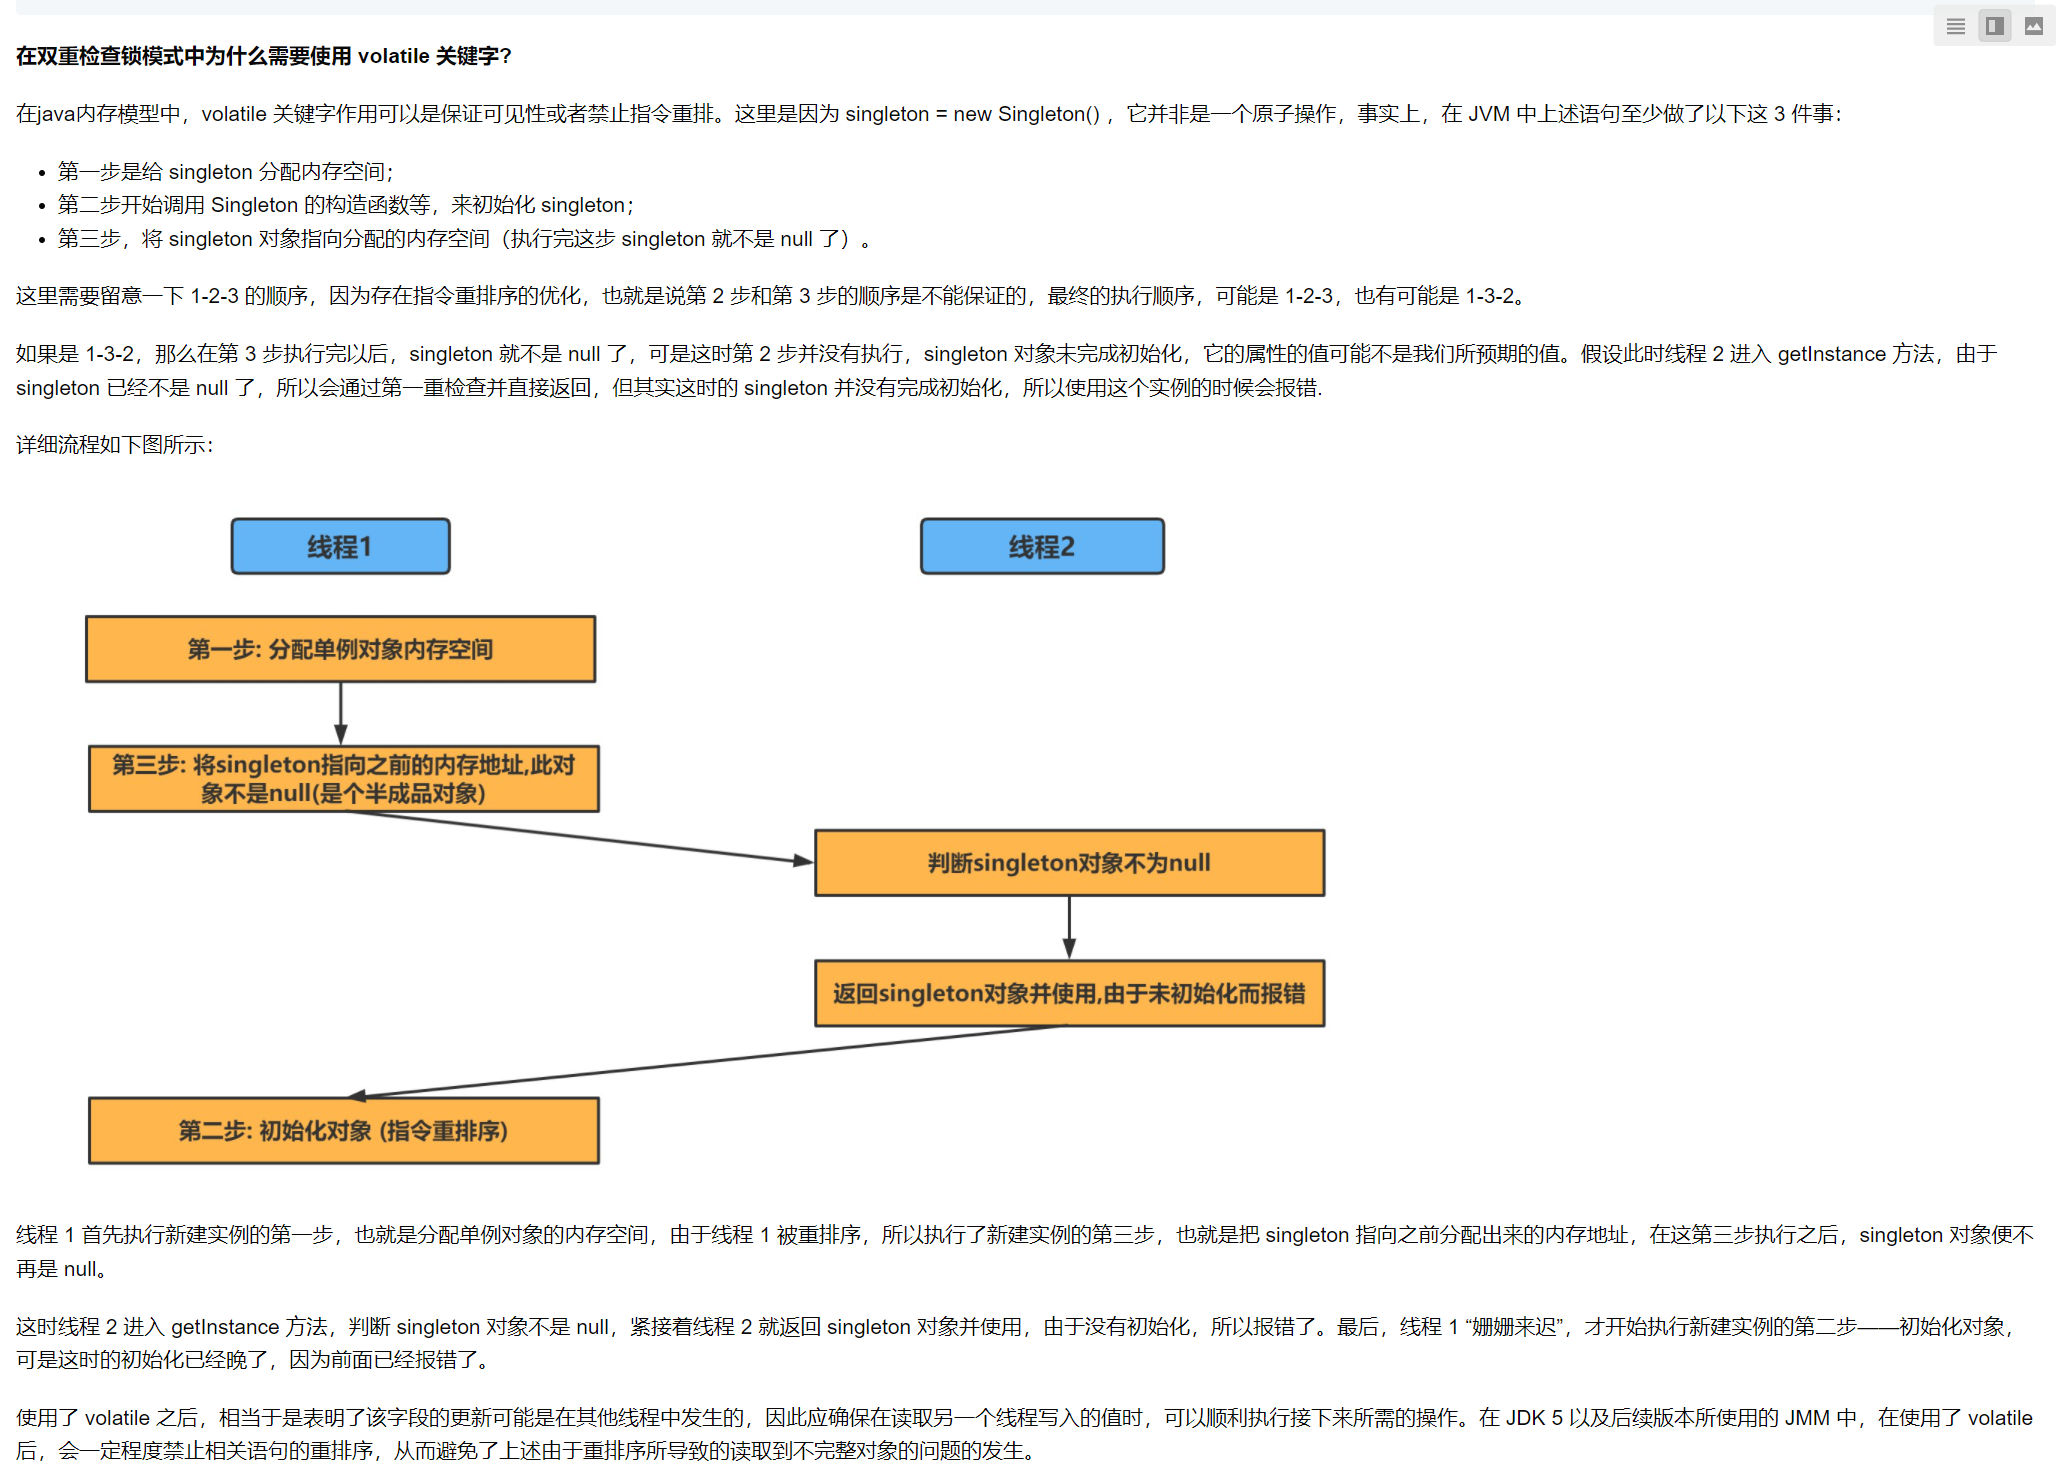 在双重检查锁模式中为什么需要使用 volatile 关键字?
在java内存模型中，volatile 关键字作用可以是保证可见性或者禁止指令重排。这里是因为 singleton = new Singleton() ，它并非是一个原子操作，事实上，在 JVM 中上述语句至少做了以下这 3 件事：
• 第一步是给 singleton 分配内存空间；
• 第二步开始调用 Singleton 的构造函数等，来初始化 singleton；
• 第三步，将 singleton 对象指向分配的内存空间（执行完这步 singleton 就不是 null 了）。
这里需要留意一下 1-2-3 的顺序，因为存在指令重排序的优化，也就是说第 2 步和第 3 步的顺序是不能保证的，最终的执行顺序，可能是 1-2-3，也有可能是 1-3-2。
如果是 1-3-2，那么在第 3 步执行完以后，singleton 就不是 null 了，可是这时第 2 步并没有执行，singleton 对象未完成初始化，它的属性的值可能不是我们所预期的值。假设此时线程 2 进入 getInstance 方法，由于
singleton 已经不是 null 了，所以会通过第一重检查并直接返回，但其实这时的 singleton 并没有完成初始化，所以使用这个实例的时候会报错.
详细流程如下图所示：
线程1
线程2
第一步: 分配单例对象内存空间
第三步: 将singleton指向之前的内存地址,此对
象不是null(是个半成品对象)
判断singleton对象不为null
返回singleton对象并使用,由于未初始化而报错
第二步: 初始化对象 (指令重排序)
线程 1 首先执行新建实例的第一步，也就是分配单例对象的内存空间，由于线程 1 被重排序，所以执行了新建实例的第三步，也就是把 singleton 指向之前分配出来的内存地址，在这第三步执行之后，singleton 对象便不
再是 null。
这时线程 2 进入 getInstance 方法，判断 singleton 对象不是 null，紧接着线程 2 就返回 singleton 对象并使用，由于没有初始化，所以报错了。最后，线程 1 “姗姗来迟”，才开始执行新建实例的第二步——初始化对象，
可是这时的初始化已经晚了，因为前面已经报错了。
使用了 volatile 之后，相当于是表明了该字段的更新可能是在其他线程中发生的，因此应确保在读取另一个线程写入的值时，可以顺利执行接下来所需的操作。在 JDK 5 以及后续版本所使用的 JMM 中，在使用了 volatile
后，会一定程度禁止相关语句的重排序，从而避免了上述由于重排序所导致的读取到不完整对象的问题的发生。